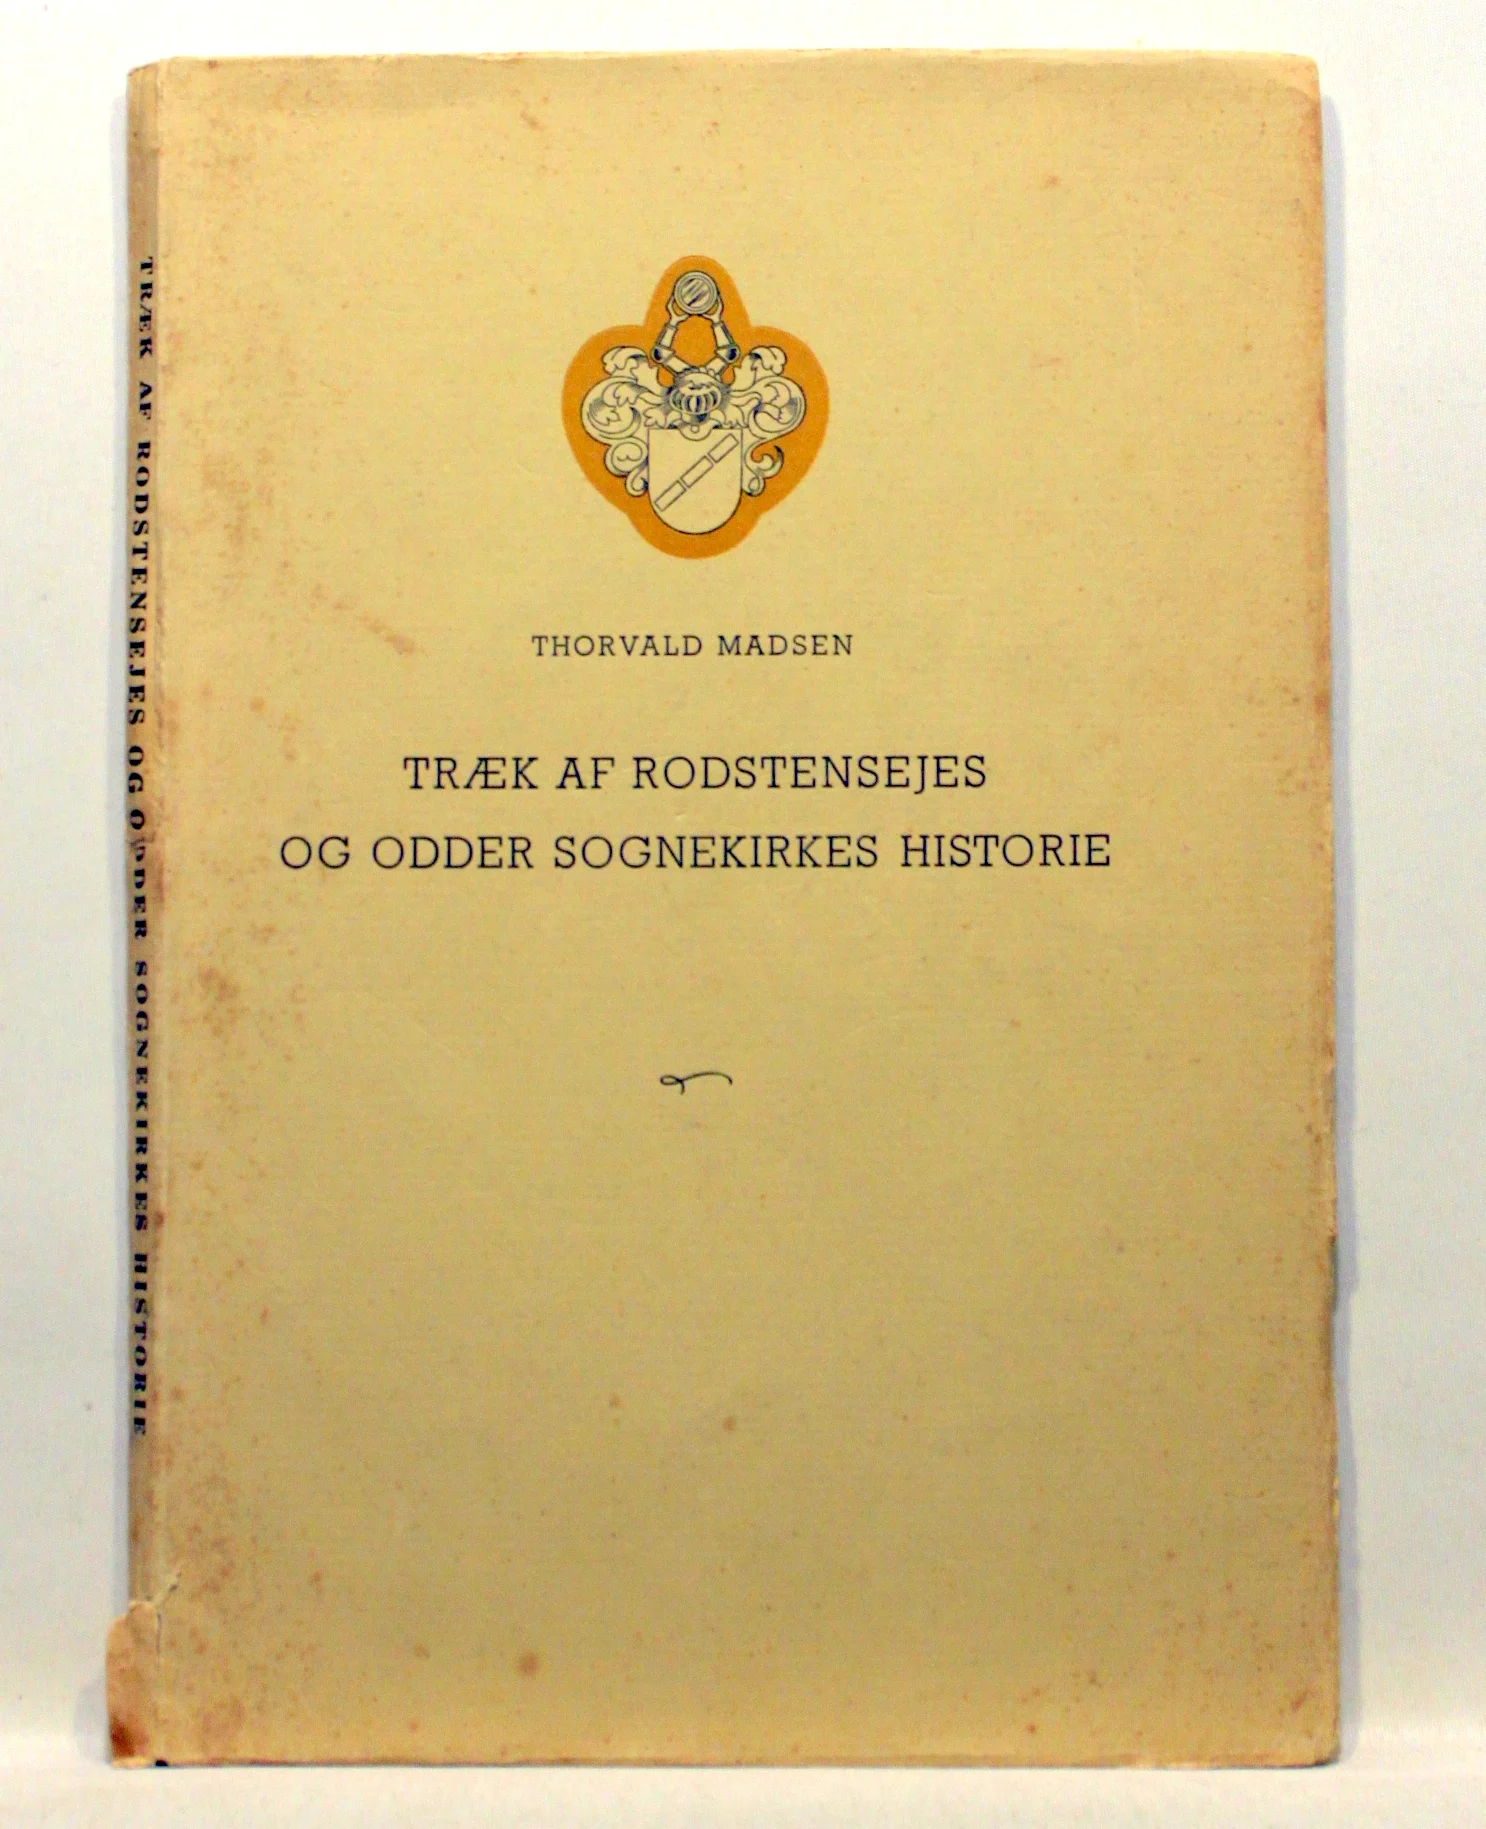 THORVALD MADSEN
TRÆK AF RODSTENSEJES
OG ODDER SOGNEKIRKES HISTORIE
TRÆK AF RODSTENSEJES OG ODDER SOGNEKIRKES HISTORIE